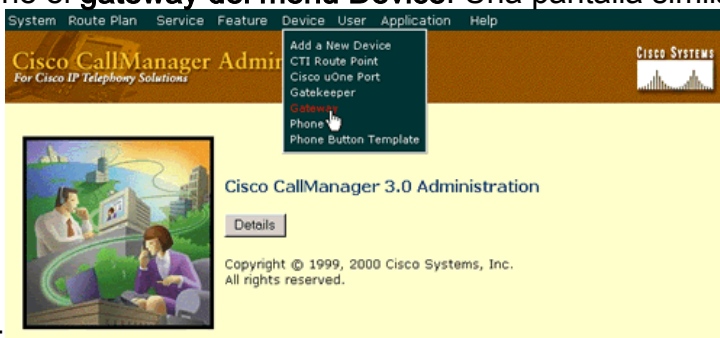 gateway del menú Device. Una pantalla
System Route Plan Service Feature Device User Application Help
Cisco CallManager
For Cisco IP Telephony Solutions
Add a New Device
CTI Route Point
Cisco uOne Port
Gatekeeper
Gateway
Phone
Phone Button Template
CISCO SYSTEMS
Cisco CallManager 3.0 Administration
Details
Copyright © 1999, 2000 Cisco Systems, Inc.
All rights reserved.